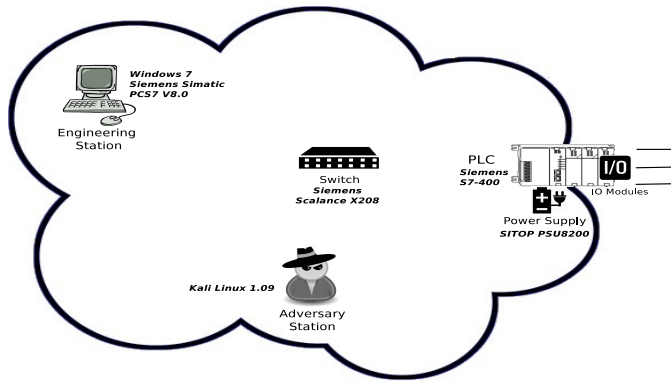 Windows 7
Siemens Simatic
PCS7 V8.0
Engineering
Station
Switch
Siemens
Scalance X208
PLC
Siemens
S7-400
I/O
IO Modules
Power Supply
SITOP PSU8200
Kali Linux 1.09
Adversary
Station